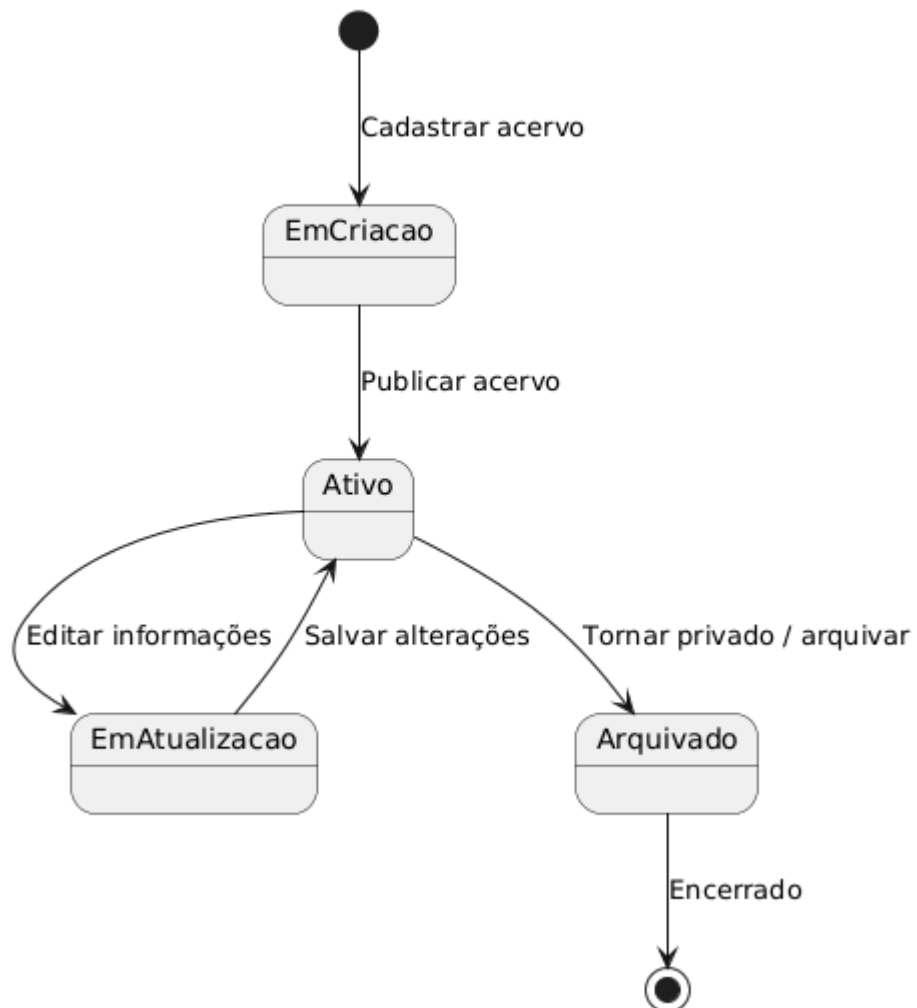 Cadastrar acervo
EmCriacao
Publicar acervo
Ativo
Editar informações
Salvar alterações
Tornar privado / arquivar
EmAtualizacao
Arquivado
Encerrado